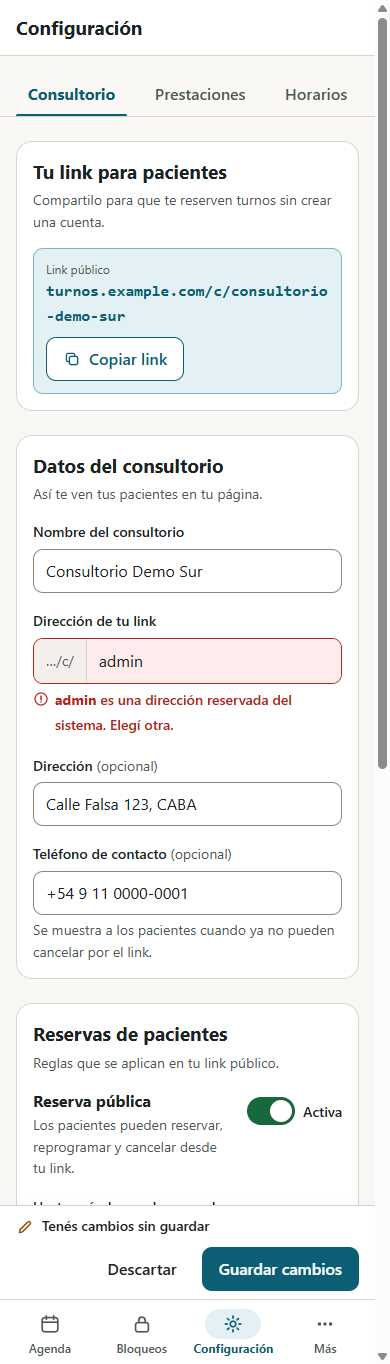 Configuración
Consultorio Prestaciones Horarios
Tu link para pacientes
Compartilo para que te reserven turnos sin crear
una cuenta.
Link público
turnos.example.com/c/consultorio
-demo-sur
Copiar link
Datos del consultorio
Así te ven tus pacientes en tu página.
Nombre del consultorio
Consultorio Demo Sur
Dirección de tu link
.../c/ admin
admin es una dirección reservada del
sistema. Elegí otra.
Dirección (opcional)
Calle Falsa 123, CABA
Teléfono de contacto (opcional)
+54 9 11 0000-0001
Se muestra a los pacientes cuando ya no pueden
cancelar por el link.
Reservas de pacientes
Reglas que se aplican en tu link público.
Reserva pública
Activa
Los pacientes pueden reservar,
reprogramar y cancelar desde
tu link.
Tenés cambios sin guardar
Descartar Guardar cambios
Agenda Bloqueos Configuración Más